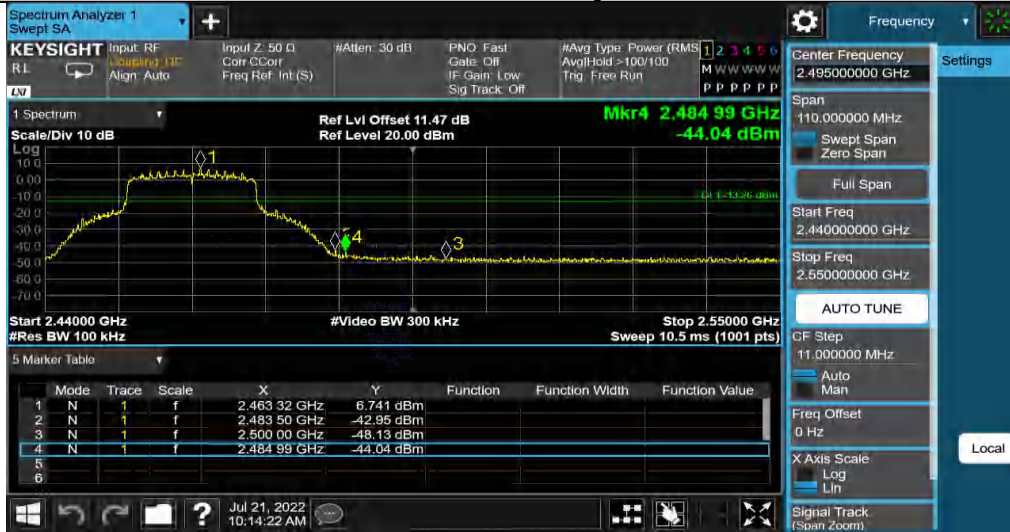 Spectrum Analyzer 1
Swept SA
Frequency
KEYSIGHT
RL
LXI
Input: RF
Coupling: DC
Align: Auto
Input Z: 50 Ω
Corr CCorr
Freq Ref: Int (S)
#Atten: 30 dB
PNO: Fast
Gate: Off
IF Gain: Low
Sig Track: Off
#Avg Type: Power (RMS
Avg|Hold >100/100
Trig: Free Run
1 2 3 4 5 6
M W W W W W
P P P P P P
1 Spectrum
Scale/Div 10 dB
Ref Lvl Offset 11.47 dB
Ref Level 20.00 dBm
Mkr4 2.484 99 GHz
-44.04 dBm
Log
10.0
0.00
-10.0
-20.0
-30.0
-40.0
-50.0
-60.0
-70.0
1
4
3
DL1 -13.26 dBm
Start 2.44000 GHz
#Res BW 100 kHz
#Video BW 300 kHz
Stop 2.55000 GHz
Sweep 10.5 ms (1001 pts)
5 Marker Table
Mode Trace Scale X Y Function Function Width Function Value
1 N 1 f 2.463 32 GHz 6.741 dBm
2 N 1 f 2.483 50 GHz -42.95 dBm
3 N 1 f 2.500 00 GHz -48.13 dBm
4 N 1 f 2.484 99 GHz -44.04 dBm
5
6
?
Jul 21, 2022
10:14:22 AM
Center Frequency
2.495000000 GHz
Settings
Span
110.000000 MHz
Swept Span
Zero Span
Full Span
Start Freq
2.440000000 GHz
Stop Freq
2.550000000 GHz
AUTO TUNE
CF Step
11.000000 MHz
Auto
Man
Freq Offset
0 Hz
X Axis Scale
Log
Lin
Local
Signal Track
(Span Zoom)